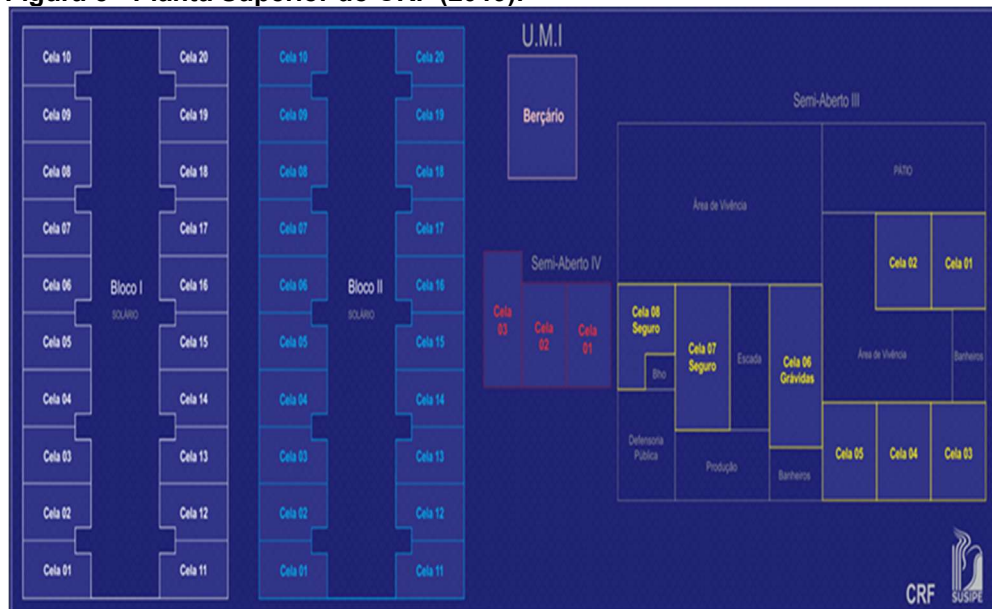 Cela 10
Cela 09
Cela 08
Cela 07
Cela 06
Cela 05
Cela 04
Cela 03
Cela 02
Cela 01
Bloco I
SOLÁRIO
Cela 20
Cela 19
Cela 18
Cela 17
Cela 16
Cela 15
Cela 14
Cela 13
Cela 12
Cela 11
Cela 10
Cela 09
Cela 08
Cela 07
Cela 06
Cela 05
Cela 04
Cela 03
Cela 02
Cela 01
Bloco II
SOLÁRIO
Cela 20
Cela 19
Cela 18
Cela 17
Cela 16
Cela 15
Cela 14
Cela 13
Cela 12
Cela 11
U.M.I
Berçário
Semi-Aberto IV
Cela
03
Cela
02
Cela
01
Semi-Aberto III
PÁTIO
Área de Vivência
Cela 02
Cela 01
Cela 08
Seguro
Bho
Cela 07
Seguro
Escada
Cela 06
Grávidas
Área de Vivência
Banheiros
Defensoria
Pública
Produção
Banheiros
Cela 05
Cela 04
Cela 03
CRF
SUSIPE